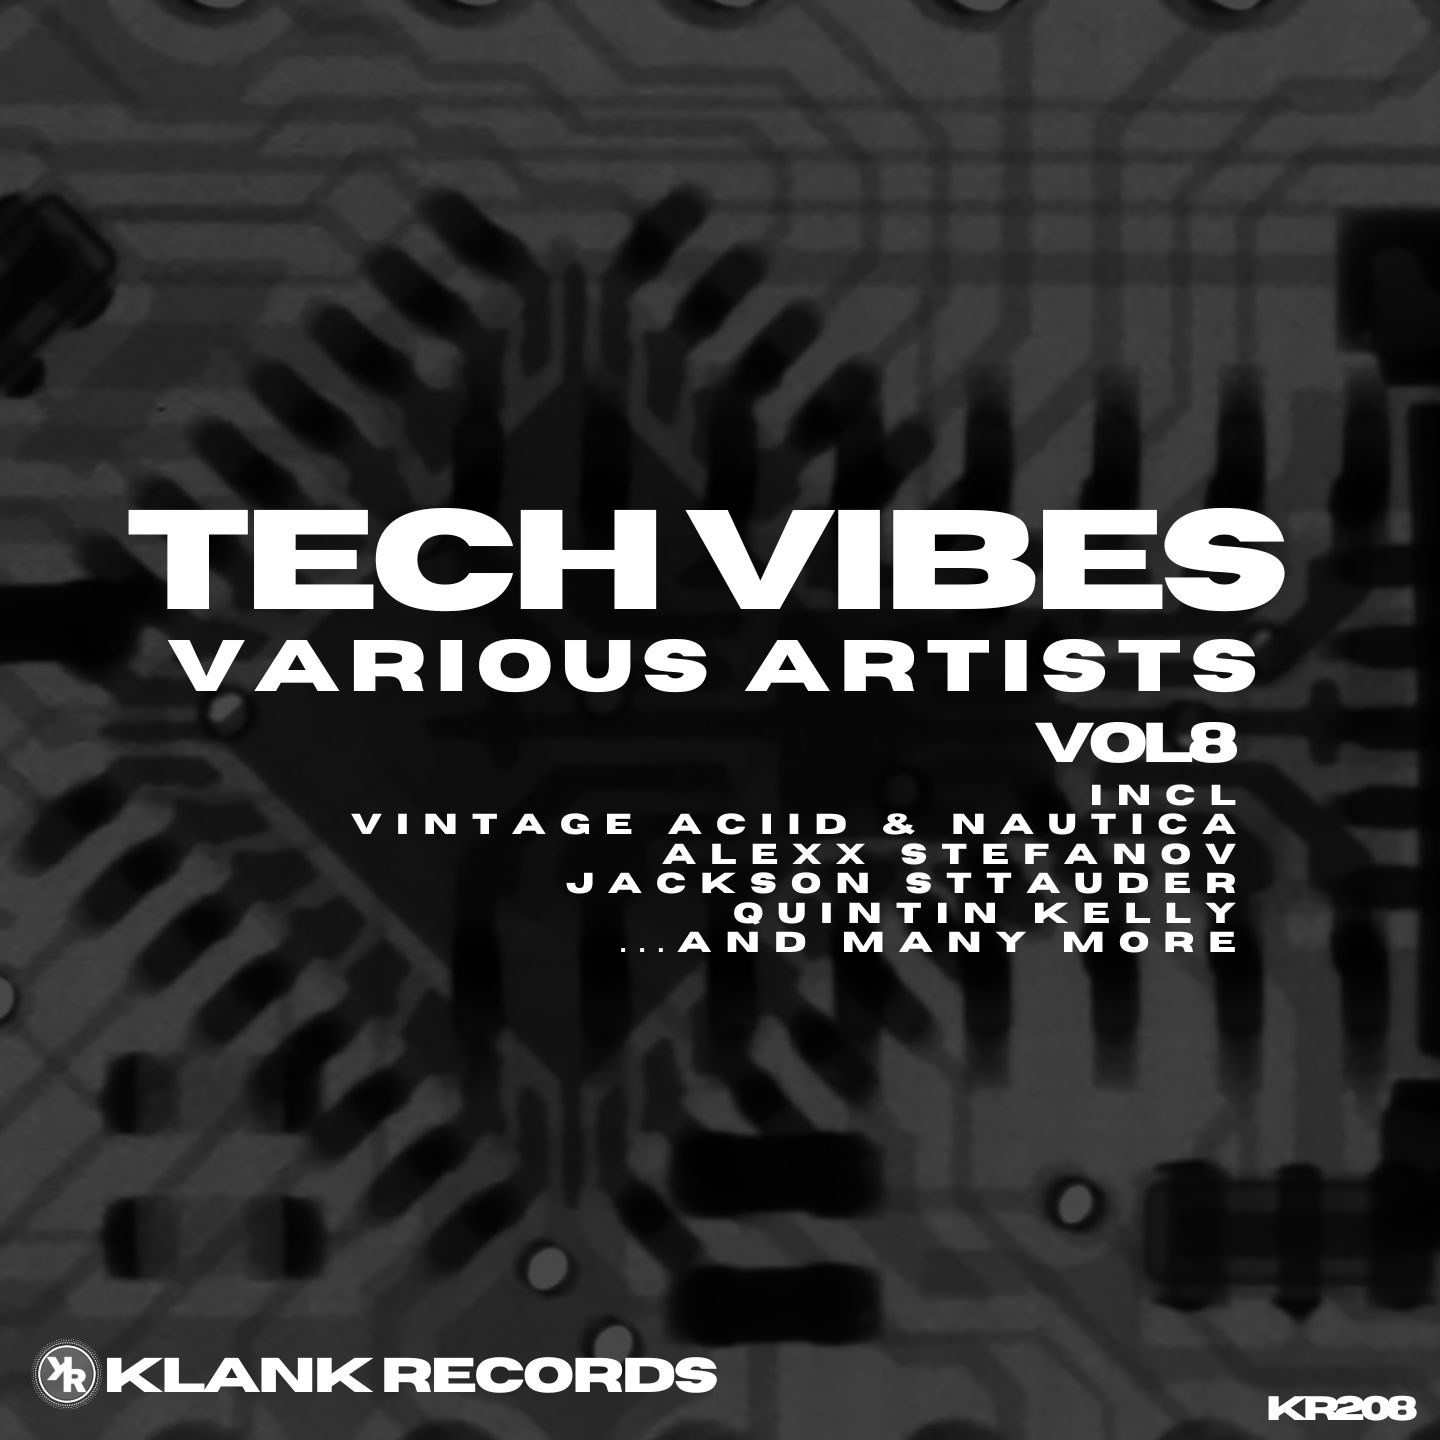 TECH VIBES
VARIOUS ARTISTS
VOL8
INCL
VINTAGE ACIID & NAUTICA
ALEXX STEFANOV
JACKSON STTAUDER
QUINTIN KELLY
...AND MANY MORE
KR KLANK RECORDS
KR208